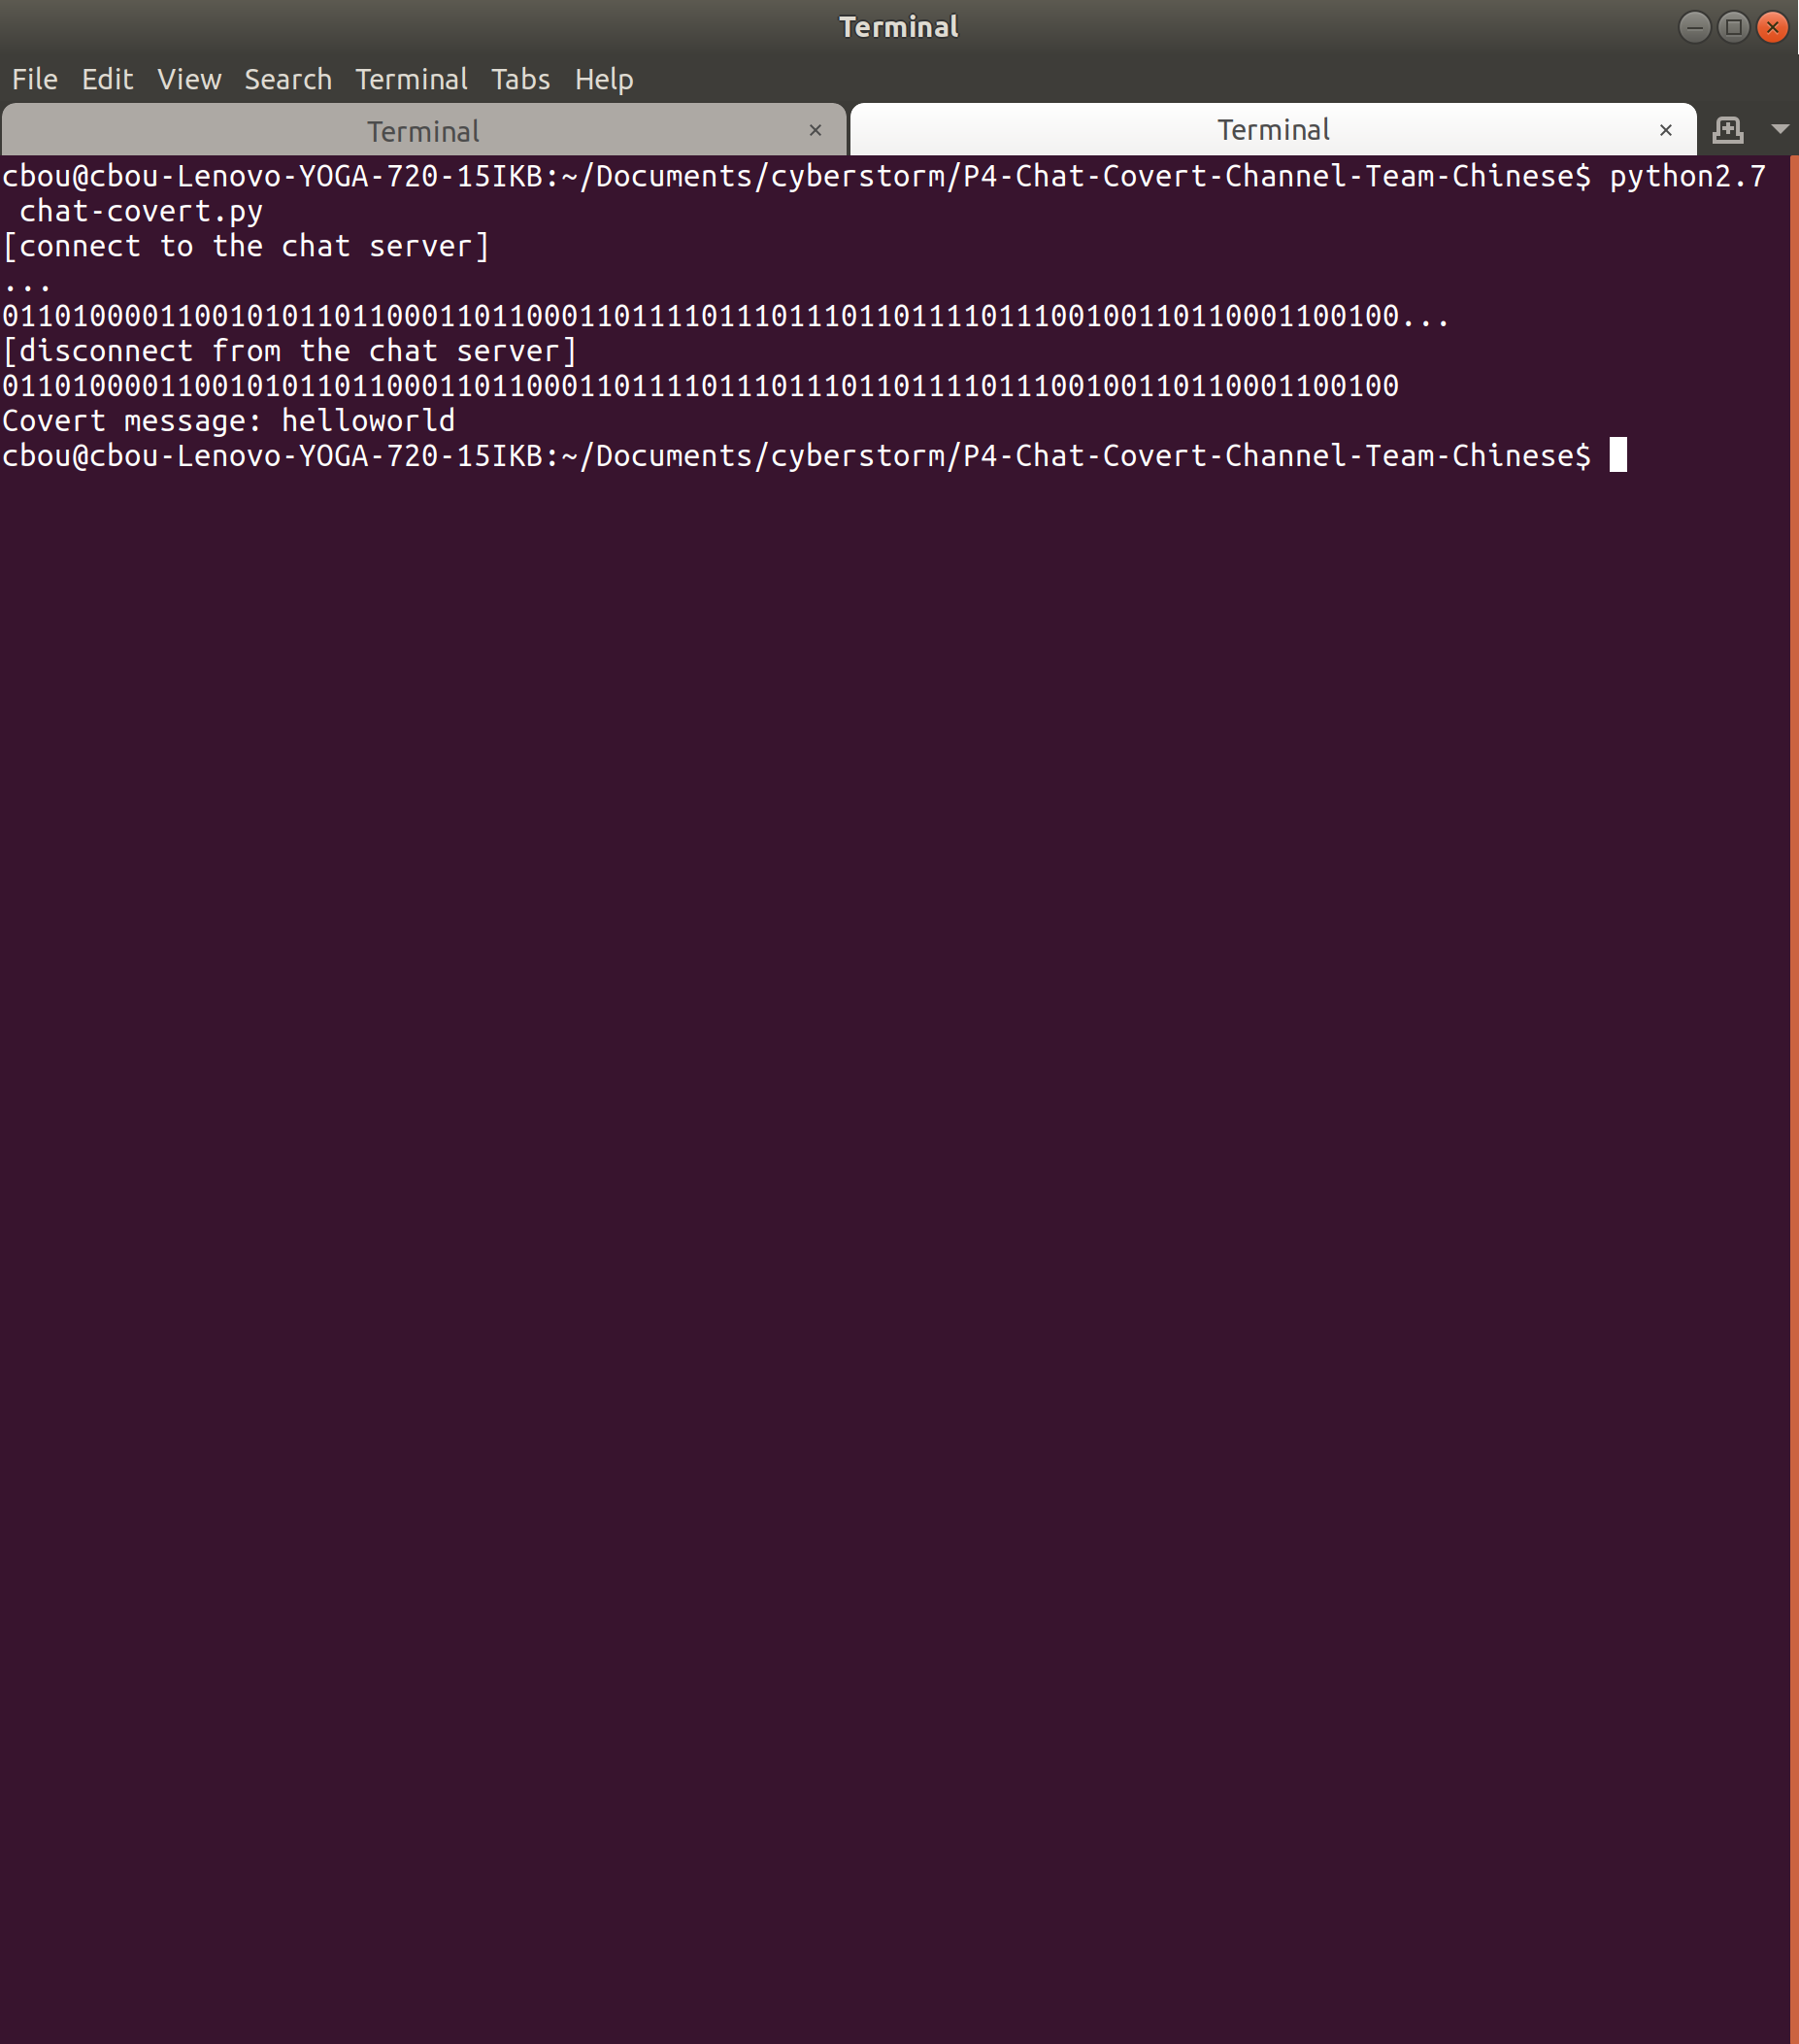 Terminal
File Edit View Search Terminal Tabs Help
Terminal × Terminal ×
cbou@cbou-Lenovo-YOGA-720-15IKB:~/Documents/cyberstorm/P4-Chat-Covert-Channel-Team-Chinese$ python2.7
chat-covert.py
[connect to the chat server]
...
01101000011001010110110001101100011011110111011101101111011100100110110001100100...
[disconnect from the chat server]
01101000011001010110110001101100011011110111011101101111011100100110110001100100
Covert message: helloworld
cbou@cbou-Lenovo-YOGA-720-15IKB:~/Documents/cyberstorm/P4-Chat-Covert-Channel-Team-Chinese$